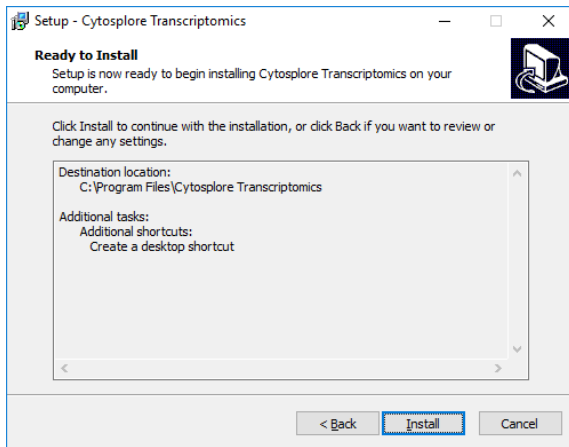 Setup - Cytosplore Transcriptomics
Ready to Install
Setup is now ready to begin installing Cytosplore Transcriptomics on your
computer.
Click Install to continue with the installation, or click Back if you want to review or
change any settings.
Destination location:
C:\Program Files\Cytosplore Transcriptomics
Additional tasks:
Additional shortcuts:
Create a desktop shortcut
< Back
Install
Cancel